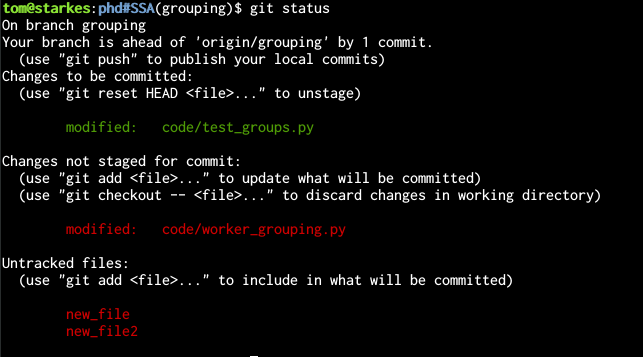 tom@starkes:phd#SSA(grouping)$ git status
On branch grouping
Your branch is ahead of 'origin/grouping' by 1 commit.
  (use "git push" to publish your local commits)
Changes to be committed:
  (use "git reset HEAD <file>..." to unstage)

        modified:   code/test_groups.py

Changes not staged for commit:
  (use "git add <file>..." to update what will be committed)
  (use "git checkout -- <file>..." to discard changes in working directory)

        modified:   code/worker_grouping.py

Untracked files:
  (use "git add <file>..." to include in what will be committed)

        new_file
        new_file2